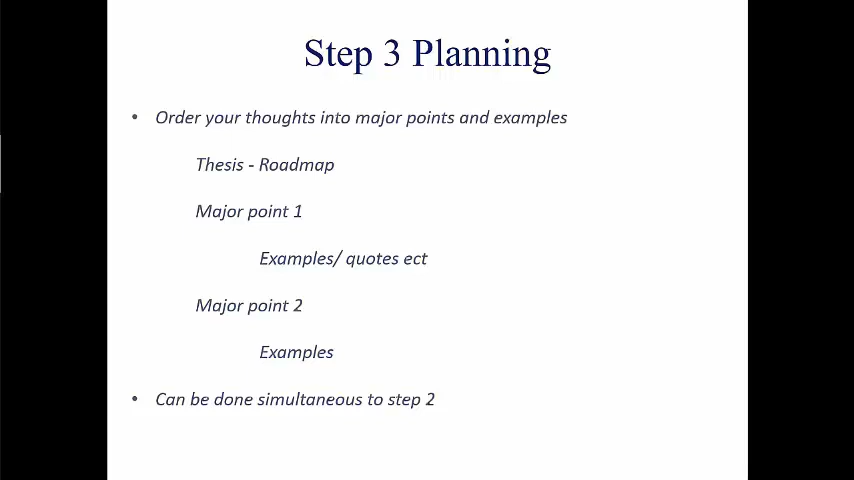 Step 3 Planning
• Order your thoughts into major points and examples
Thesis - Roadmap
Major point 1
Examples/ quotes ect
Major point 2
Examples
• Can be done simultaneous to step 2